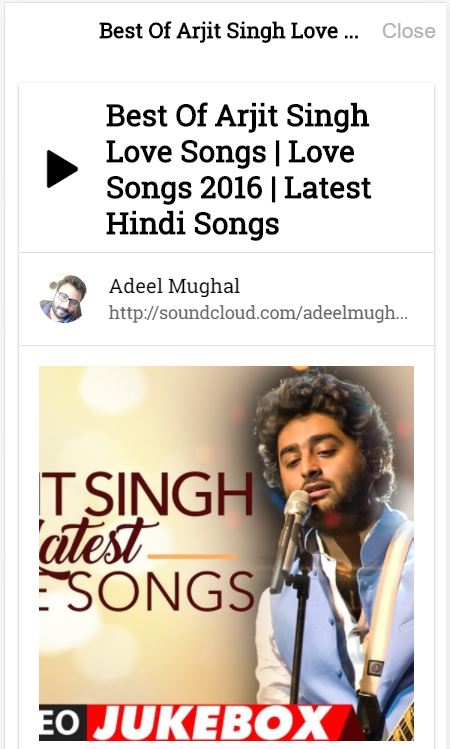 Best Of Arjit Singh Love ...
Close
Best Of Arjit Singh
Love Songs | Love
Songs 2016 | Latest
Hindi Songs
Adeel Mughal
http://soundcloud.com/adeelmugh...
IT SINGH
Latest
E SONGS
EO JUKEBOX